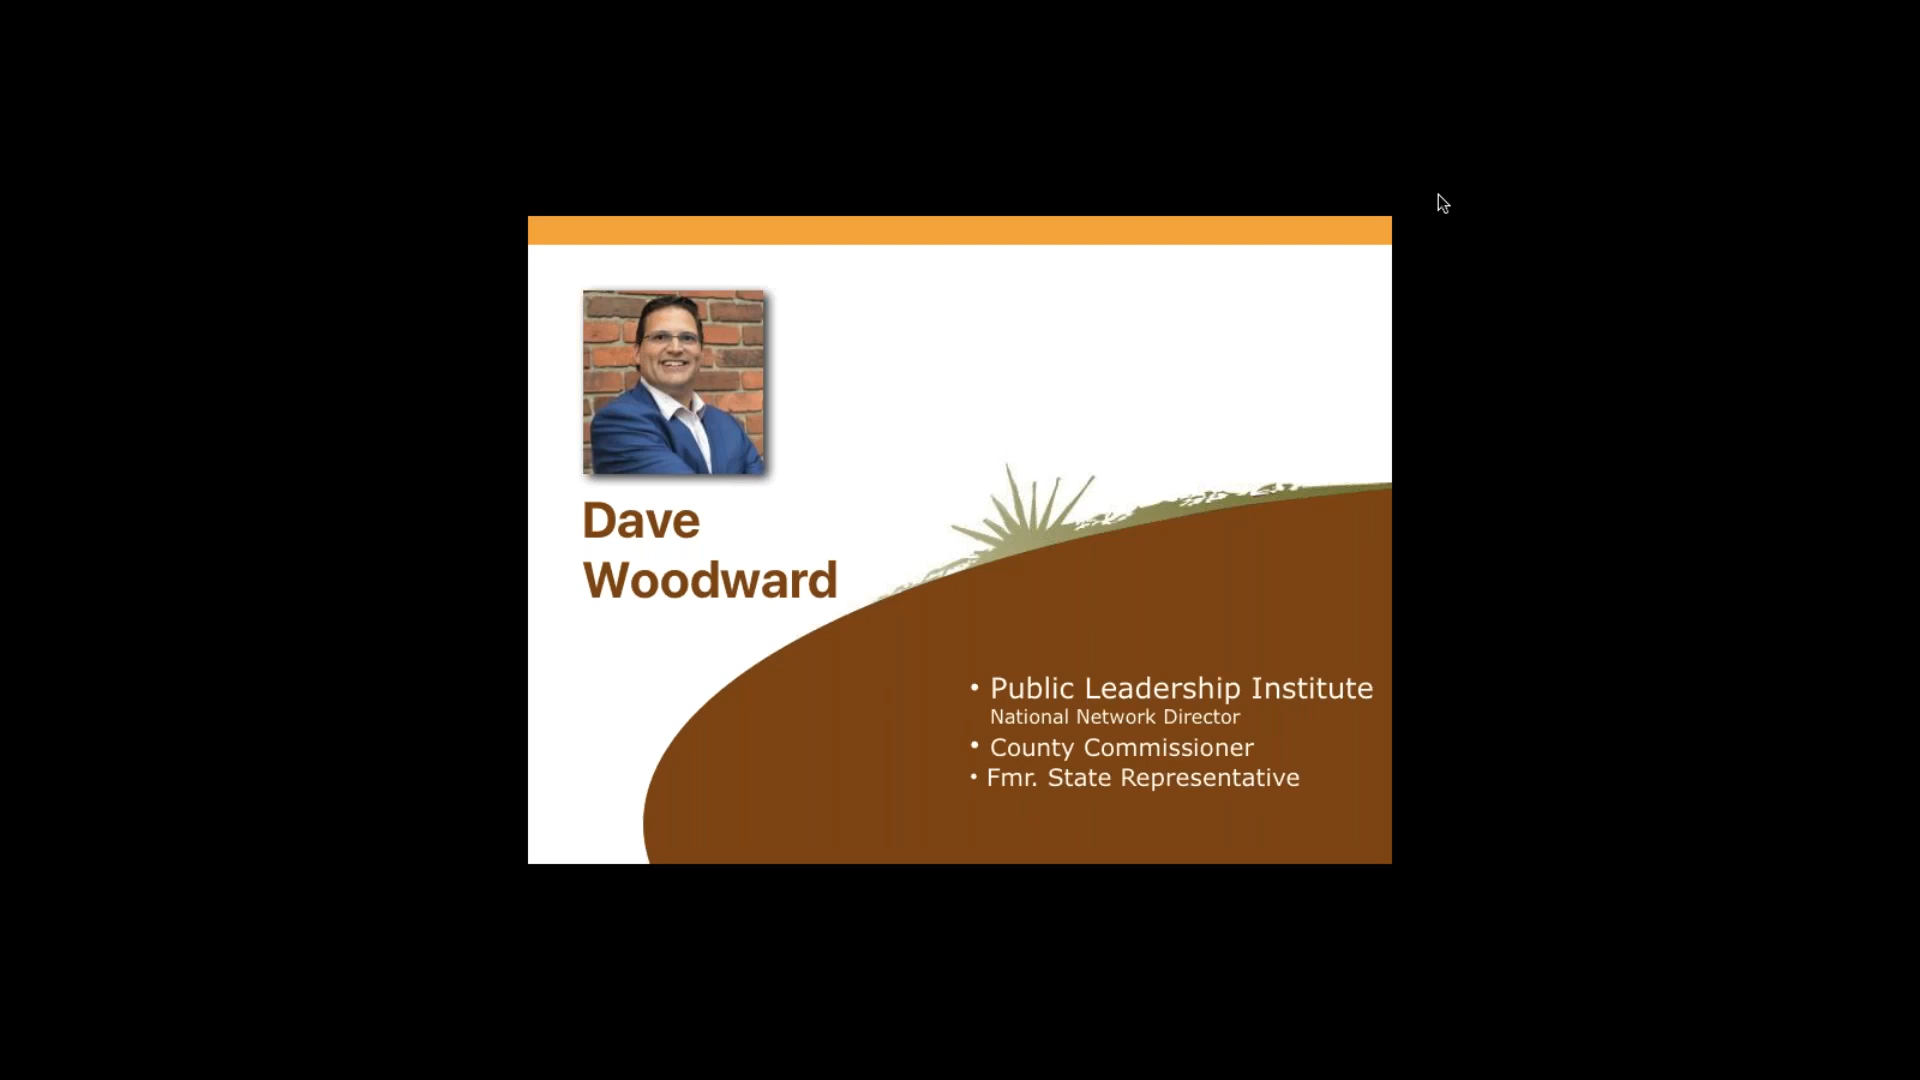 Dave
Woodward
• Public Leadership Institute
National Network Director
• County Commissioner
• Fmr. State Representative